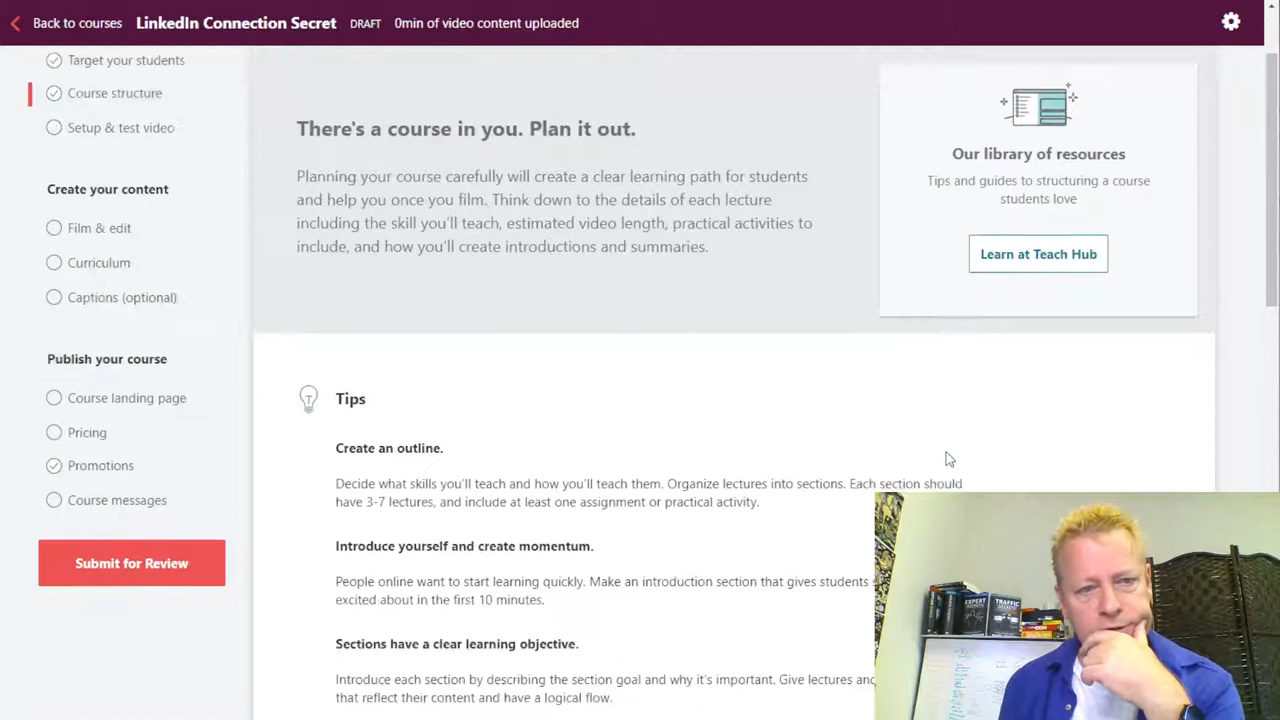 Back to courses LinkedIn Connection Secret DRAFT 0min of video content uploaded
Target your students
Course structure
Setup & test video
Create your content
Film & edit
Curriculum
Captions (optional)
Publish your course
Course landing page
Pricing
Promotions
Course messages
Submit for Review
There's a course in you. Plan it out.
Planning your course carefully will create a clear learning path for students
and help you once you film. Think down to the details of each lecture
including the skill you'll teach, estimated video length, practical activities to
include, and how you'll create introductions and summaries.
Our library of resources
Tips and guides to structuring a course
students love
Learn at Teach Hub
Tips
Create an outline.
Decide what skills you'll teach and how you'll teach them. Organize lectures into sections. Each section should
have 3-7 lectures, and include at least one assignment or practical activity.
Introduce yourself and create momentum.
People online want to start learning quickly. Make an introduction section that gives students
excited about in the first 10 minutes.
Sections have a clear learning objective.
Introduce each section by describing the section goal and why it's important. Give lectures
that reflect their content and have a logical flow.
EXPERT
SECRETS
TRAFFIC
SECRETS